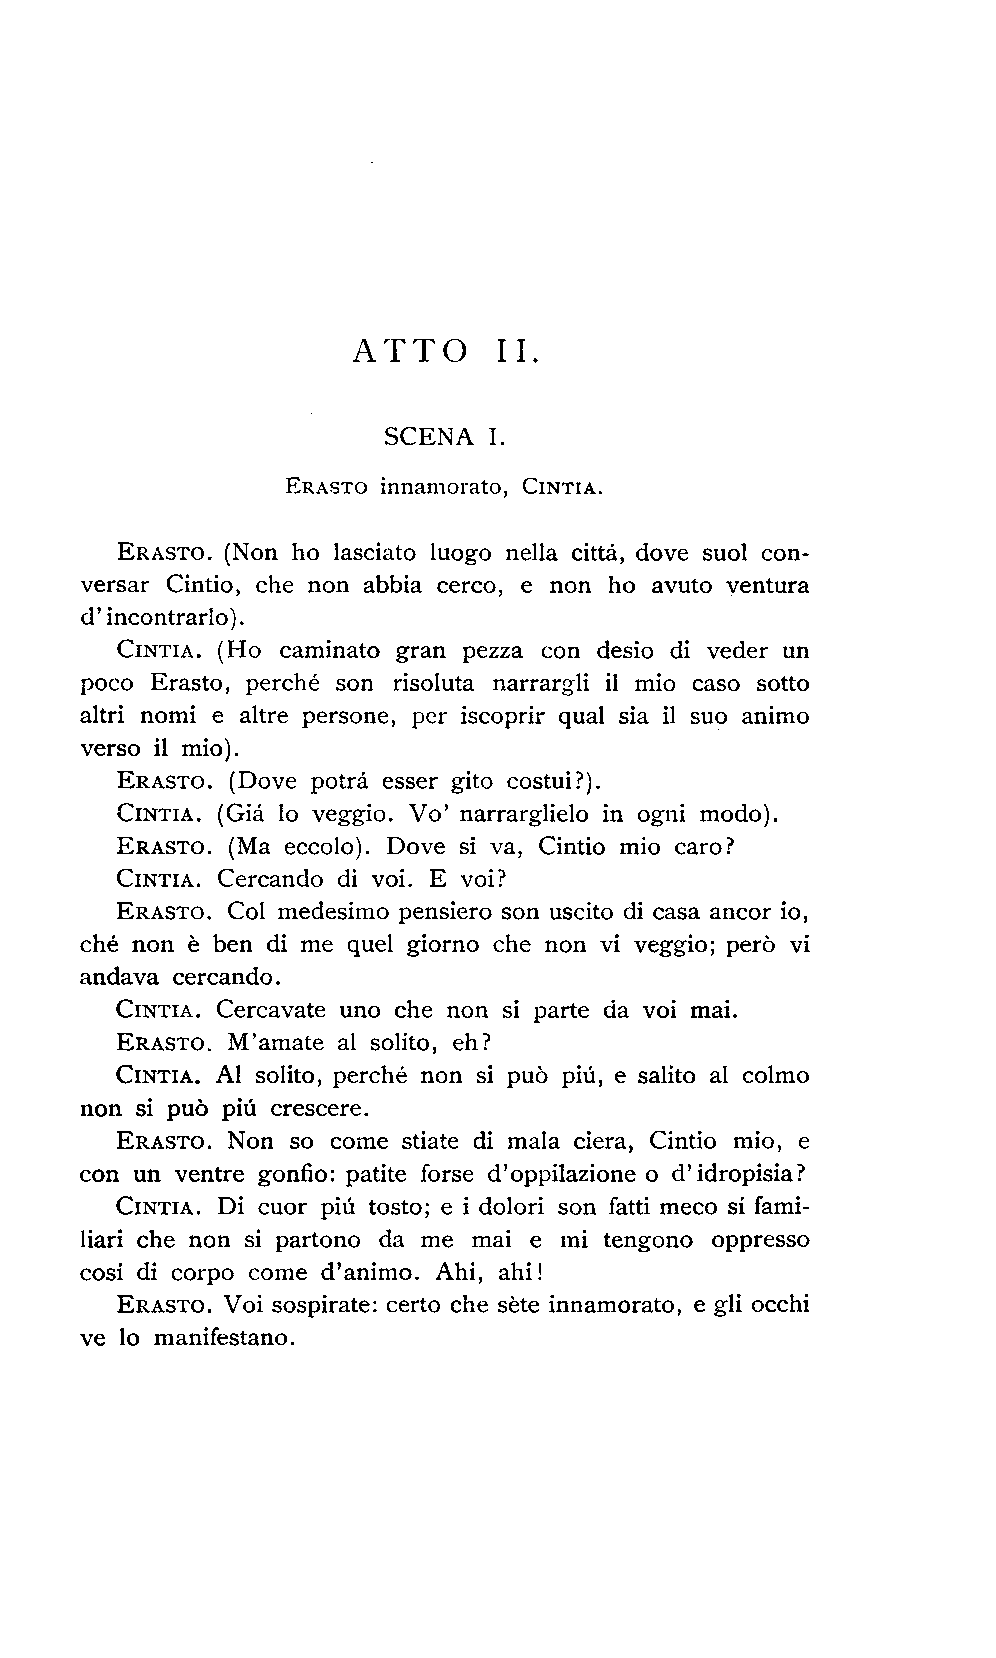 ATTO II.
SCENA I.
ERASTO innamorato, CINTIA.
ERASTO. (Non ho lasciato luogo nella cittá, dove suol con-
versar Cintio, che non abbia cerco, e non ho avuto ventura
d'incontrarlo).
CINTIA. (Ho caminato gran pezza con desio di veder un
poco Erasto, perché son risoluta narrargli il mio caso sotto
altri nomi e altre persone, per iscoprir qual sia il suo animo
verso il mio).
ERASTO. (Dove potrá esser gito costui?).
CINTIA. (Giá lo veggio. Vo' narrarglielo in ogni modo).
ERASTO. (Ma eccolo). Dove si va, Cintio mio caro?
CINTIA. Cercando di voi. E voi?
ERASTO. Col medesimo pensiero son uscito di casa ancor io,
ché non è ben di me quel giorno che non vi veggio; però vi
andava cercando.
CINTIA. Cercavate uno che non si parte da voi mai.
ERASTO. M'amate al solito, eh?
CINTIA. Al solito, perché non si può piú, e salito al colmo
non si può piú crescere.
ERASTO. Non so come stiate di mala ciera, Cintio mio, e
con un ventre gonfio: patite forse d'oppilazione o d'idropisia?
CINTIA. Di cuor piú tosto; e i dolori son fatti meco sí fami-
liari che non si partono da me mai e mi tengono oppresso
cosí di corpo come d'animo. Ahi, ahi!
ERASTO. Voi sospirate: certo che sète innamorato, e gli occhi
ve lo manifestano.